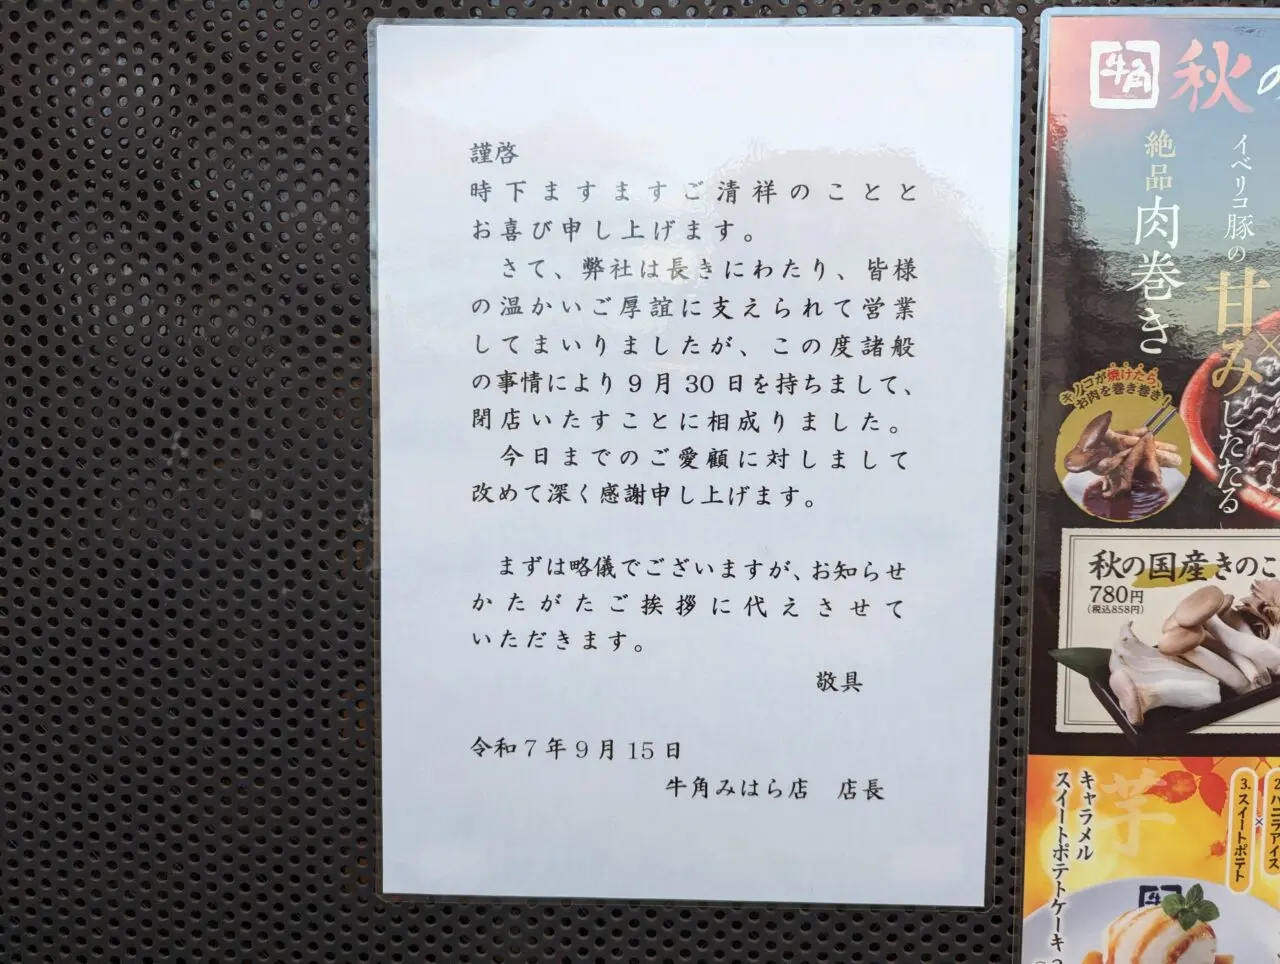 謹啓
時下ますますご清祥のことと
お喜び申し上げます。
さて、弊社は長きにわたり、皆様
の温かいご厚誼に支えられて営業
してまいりましたが、この度諸般
の事情により9月30日を持ちまして、
閉店いたすことに相成りました。
今日までのご愛顧に対しまして
改めて深く感謝申し上げます。
まずは略儀でございますが、お知らせ
かたがたご挨拶に代えさせて
いただきます。
敬具
令和7年9月15日
牛角みはら店 店長
牛角
秋の
イベリコ豚の
甘み
したたる
絶品
肉巻き
キノコが焼けたら、
お肉を巻き巻き!
秋の国産きのこ
780円
(税込858円)
芋
キャラメル
スイートポテトケーキ
2.バニラアイス
×
3.スイートポテト
牛角